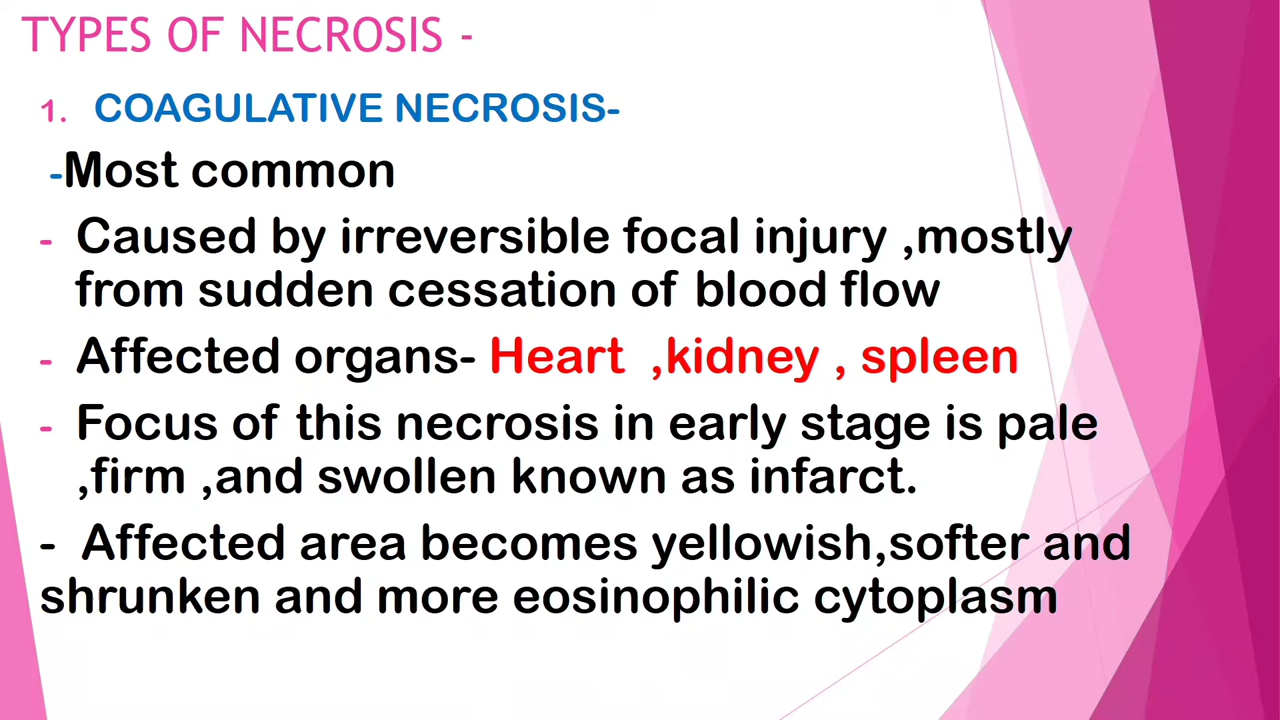 TYPES OF NECROSIS -
1. COAGULATIVE NECROSIS-
-Most common
- Caused by irreversible focal injury ,mostly
from sudden cessation of blood flow
- Affected organs- Heart ,kidney , spleen
- Focus of this necrosis in early stage is pale
,firm ,and swollen known as infarct.
- Affected area becomes yellowish,softer and
shrunken and more eosinophilic cytoplasm